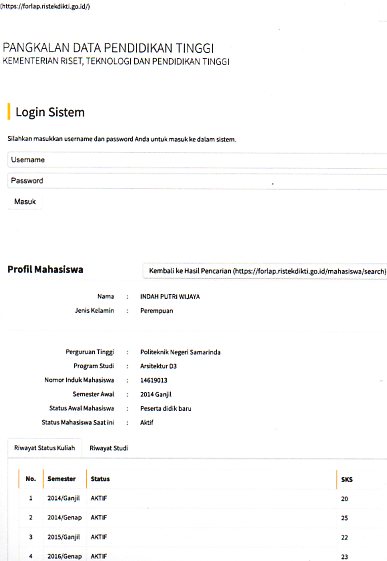 (https://forlap.ristekdikti.go.id/)
PANGKALAN DATA PENDIDIKAN TINGGI
KEMENTERIAN RISET, TEKNOLOGI DAN PENDIDIKAN TINGGI
Login Sistem
Silahkan masukkan username dan password Anda untuk masuk ke dalam sistem.
Username
Password
Masuk
Profil Mahasiswa
Kembali ke Hasil Pencarian (https://forlap.ristekdikti.go.id/mahasiswa/search)
Nama : INDAH PUTRI WIJAYA
Jenis Kelamin : Perempuan
Perguruan Tinggi : Politeknik Negeri Samarinda
Program Studi : Arsitektur D3
Nomor Induk Mahasiswa : 14619013
Semester Awal : 2014 Ganjil
Status Awal Mahasiswa : Peserta didik baru
Status Mahasiswa Saat ini : Aktif
Riwayat Status Kuliah Riwayat Studi
No. Semester Status SKS
1 2014/Ganjil AKTIF 20
2 2014/Genap AKTIF 25
3 2015/Ganjil AKTIF 22
4 2016/Genap AKTIF 23